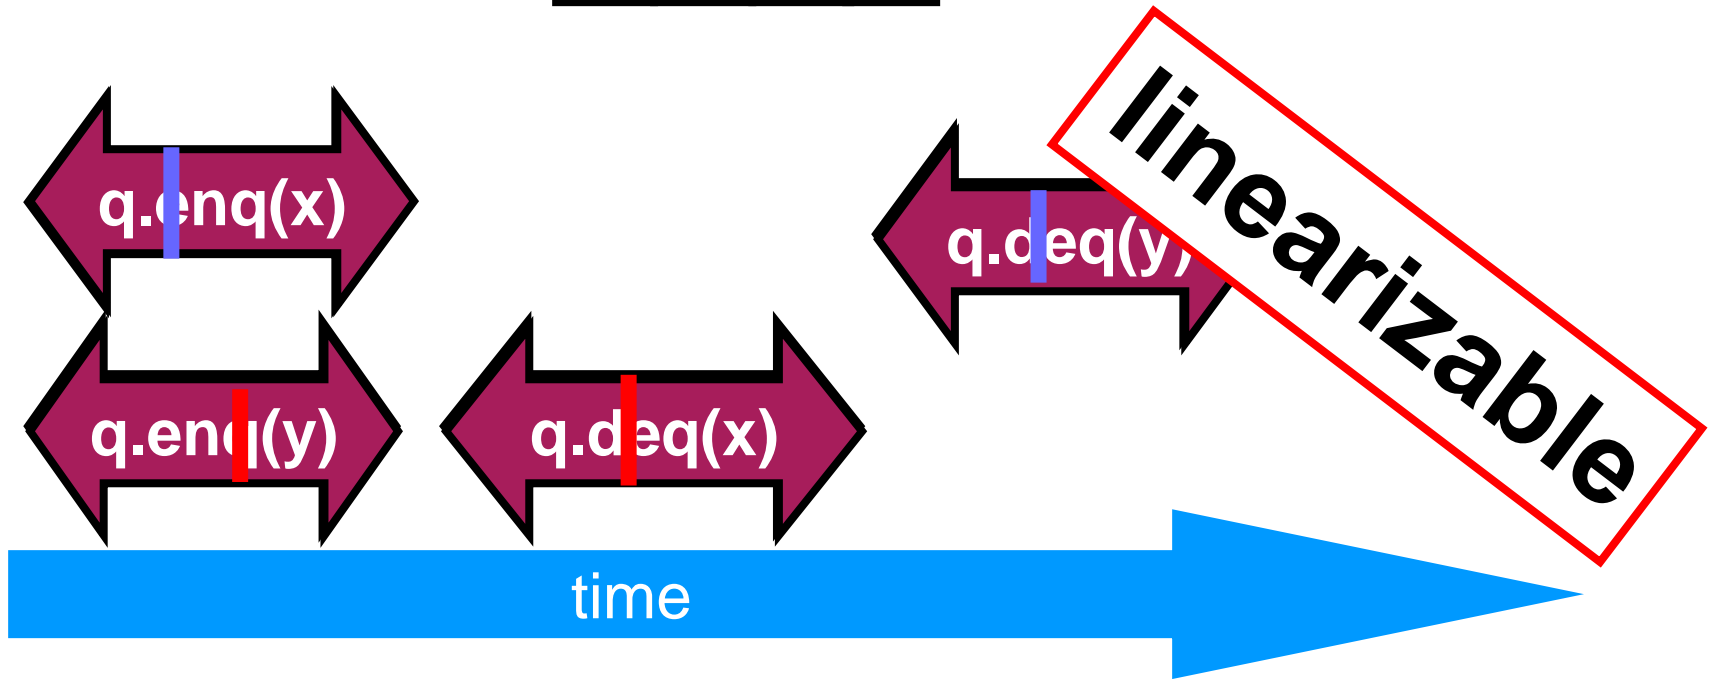 q.enq(x)
q.deq(y)
linearizable
q.enq(y)
q.deq(x)
time